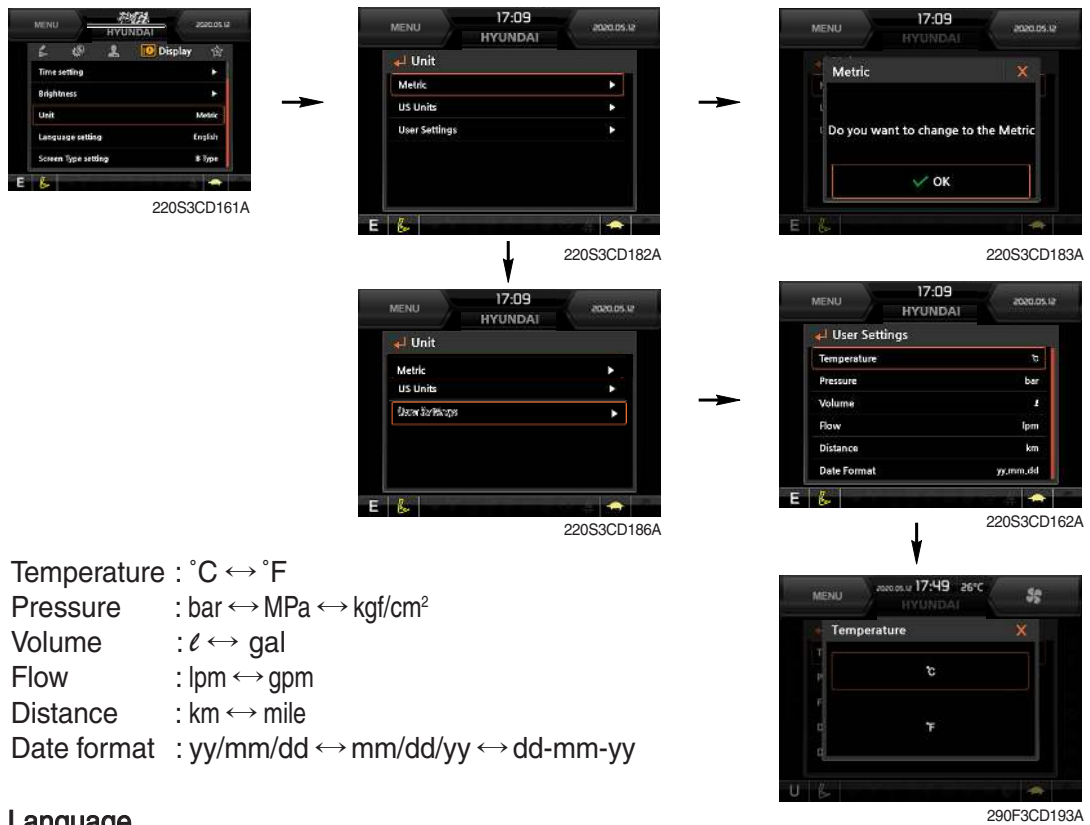 MENU
HYUNDAI
2020.05.12
Display
Time setting
Brightness
Unit Metric
Language setting English
Screen Type setting B Type
E
220S3CD161A
MENU 17:09 2020.05.12
HYUNDAI
Unit
Metric
US Units
User Settings
E
220S3CD182A
MENU 17:09 2020.05.12
HYUNDAI
Metric X
Do you want to change to the Metric
OK
E
220S3CD183A
MENU 17:09 2020.05.12
HYUNDAI
Unit
Metric
US Units
User Settings
E
220S3CD186A
MENU 17:09 2020.05.12
HYUNDAI
User Settings
Temperature ℃
Pressure bar
Volume ℓ
Flow lpm
Distance km
Date Format yy.mm.dd
E
220S3CD162A
MENU 2020.05.12 17:49 26°C
HYUNDAI
Temperature X
℃
℉
U
290F3CD193A
Temperature : ˚C ↔ ˚F
Pressure : bar ↔ MPa ↔ kgf/cm²
Volume : ℓ ↔ gal
Flow : lpm ↔ gpm
Distance : km ↔ mile
Date format : yy/mm/dd ↔ mm/dd/yy ↔ dd-mm-yy
Language